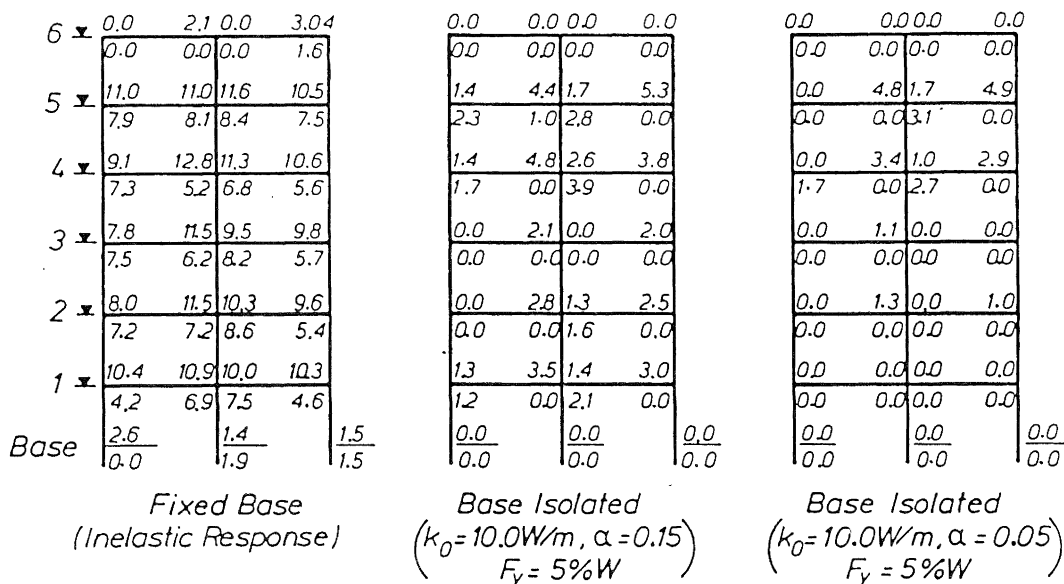 6 0.0 2.1 0.0 3.04 0.0 0.0 0.0 0.0 0.0 0.0 0.0 0.0
0.0 0.0 0.0 1.6 0.0 0.0 0.0 0.0 0.0 0.0 0.0 0.0
5 11.0 11.0 11.6 10.5 1.4 4.4 1.7 5.3 0.0 4.8 1.7 4.9
7.9 8.1 8.4 7.5 2.3 1.0 2.8 0.0 0.0 0.0 3.1 0.0
4 9.1 12.8 11.3 10.6 1.4 4.8 2.6 3.8 0.0 3.4 1.0 2.9
7.3 5.2 6.8 5.6 1.7 0.0 3.9 0.0 1.7 0.0 2.7 0.0
3 7.8 11.5 9.5 9.8 0.0 2.1 0.0 2.0 0.0 1.1 0.0 0.0
7.5 6.2 8.2 5.7 0.0 0.0 0.0 0.0 0.0 0.0 0.0 0.0
2 8.0 11.5 10.3 9.6 0.0 2.8 1.3 2.5 0.0 1.3 0.0 1.0
7.2 7.2 8.6 5.4 0.0 0.0 1.6 0.0 0.0 0.0 0.0 0.0
1 10.4 10.9 10.0 10.3 1.3 3.5 1.4 3.0 0.0 0.0 0.0 0.0
4.2 6.9 7.5 4.6 1.2 0.0 2.1 0.0 0.0 0.0 0.0 0.0
Base 2.6 1.4 1.5 0.0 0.0 0.0 0.0 0.0 0.0
0.0 1.9 1.5 0.0 0.0 0.0 0.0 0.0 0.0
Fixed Base
(Inelastic Response)
Base Isolated
(k₀ = 10.0W/m, α = 0.15)
F_y = 5%W
Base Isolated
(k₀ = 10.0W/m, α = 0.05)
F_y = 5%W